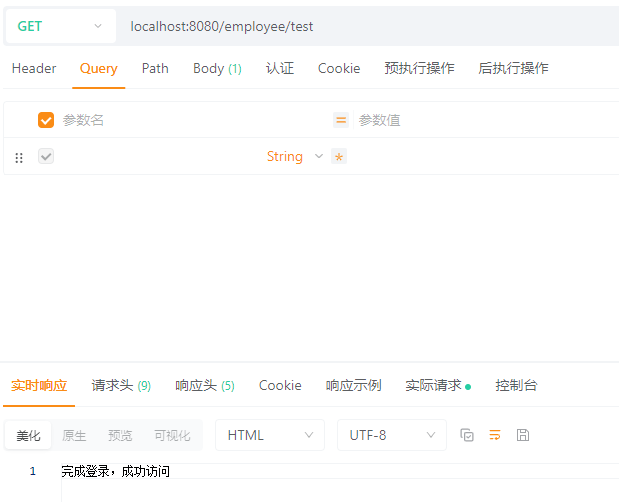 GET localhost:8080/employee/test
Header Query Path Body (1) 认证 Cookie 预执行操作 后执行操作
参数名 = 参数值
String *
实时响应 请求头 (9) 响应头 (5) Cookie 响应示例 实际请求 控制台
美化 原生 预览 可视化 HTML UTF-8
1 完成登录，成功访问